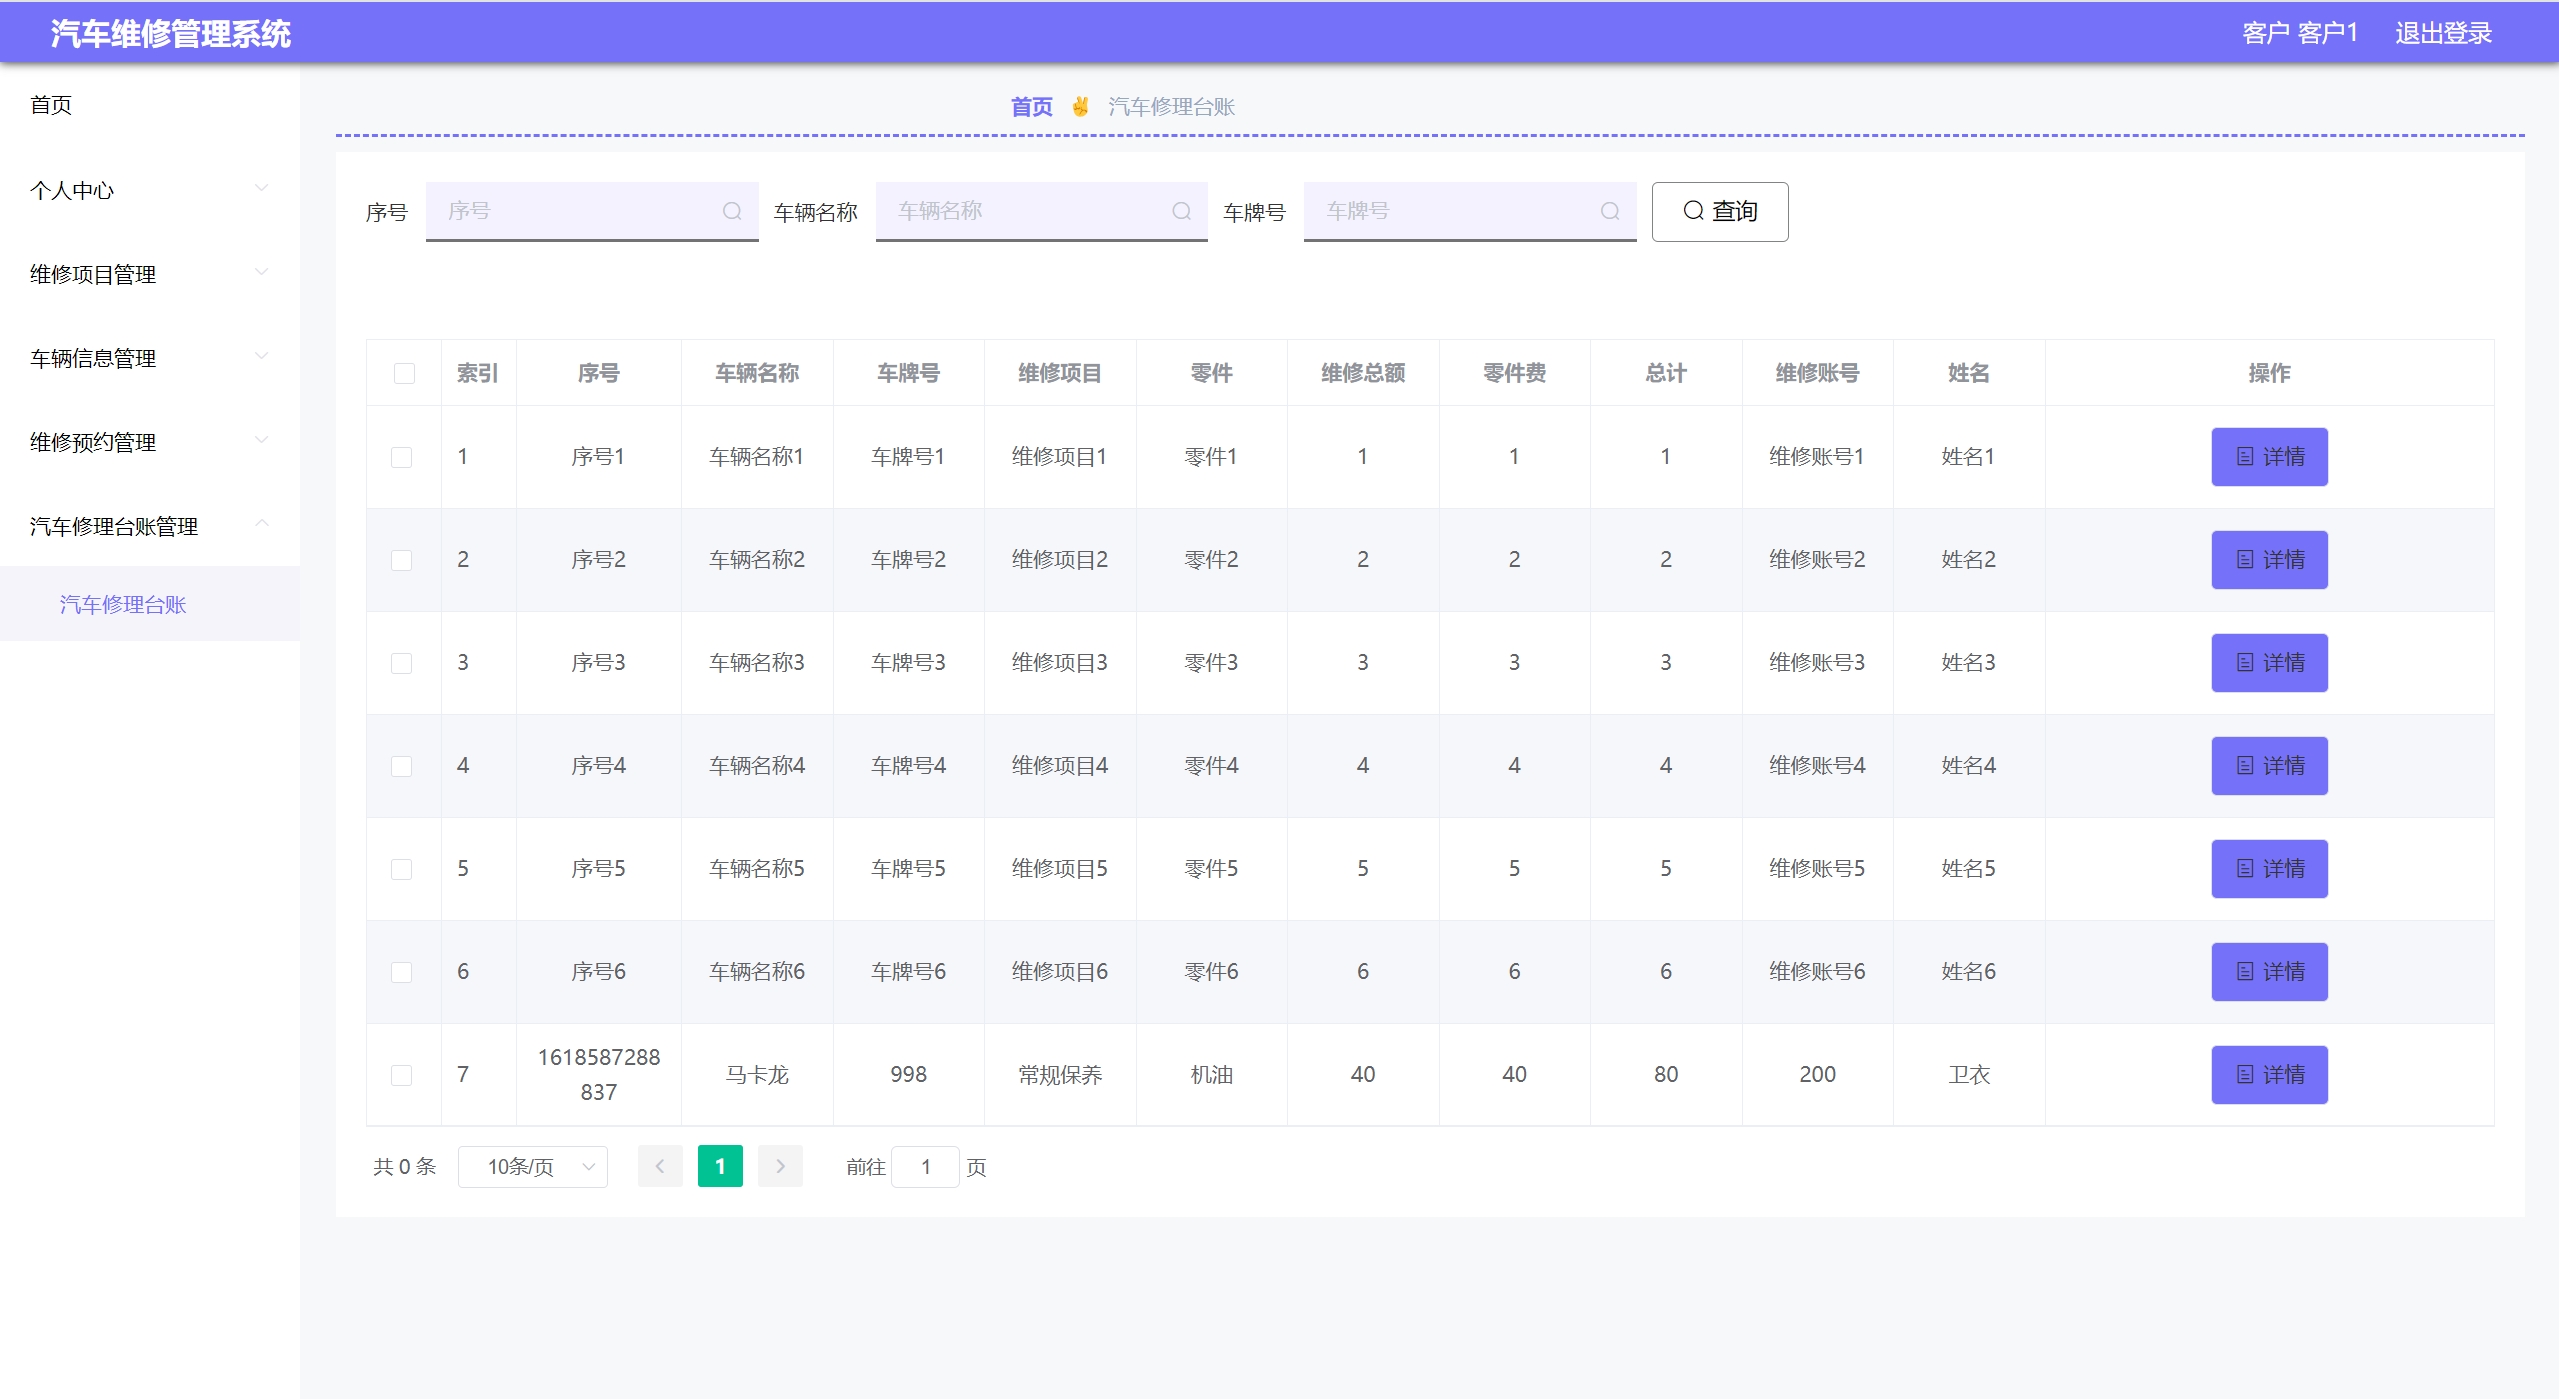 汽车维修管理系统 客户 客户1 退出登录
首页
个人中心
维修项目管理
车辆信息管理
维修预约管理
汽车修理台账管理
汽车修理台账
首页 ✌ 汽车修理台账
序号 序号 车辆名称 车辆名称 车牌号 车牌号 查询
索引 序号 车辆名称 车牌号 维修项目 零件 维修总额 零件费 总计 维修账号 姓名 操作
1 序号1 车辆名称1 车牌号1 维修项目1 零件1 1 1 1 维修账号1 姓名1 详情
2 序号2 车辆名称2 车牌号2 维修项目2 零件2 2 2 2 维修账号2 姓名2 详情
3 序号3 车辆名称3 车牌号3 维修项目3 零件3 3 3 3 维修账号3 姓名3 详情
4 序号4 车辆名称4 车牌号4 维修项目4 零件4 4 4 4 维修账号4 姓名4 详情
5 序号5 车辆名称5 车牌号5 维修项目5 零件5 5 5 5 维修账号5 姓名5 详情
6 序号6 车辆名称6 车牌号6 维修项目6 零件6 6 6 6 维修账号6 姓名6 详情
7 1618587288837 马卡龙 998 常规保养 机油 40 40 80 200 卫衣 详情
共 0 条 10条/页 1 前往 1 页